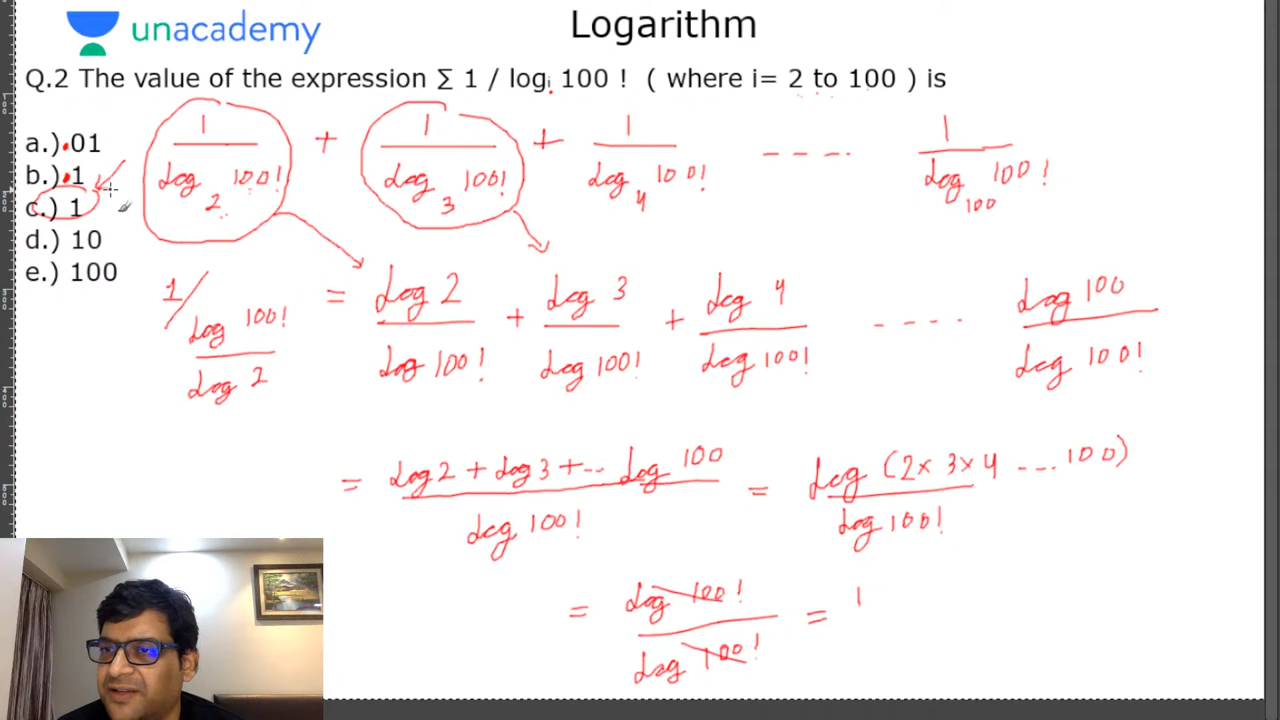 Logarithm
unacademy
Q.2 The value of the expression ∑ 1 / logᵢ 100 ! ( where i= 2 to 100 ) is
a.) .01
b.) .1
c.) 1
d.) 10
e.) 100
1/log₂ 100! + 1/log₃ 100! + 1/log₄ 100! ---- 1/log₁₀₀ 100!
1/(log 100!/log 2) = log 2/log 100! + log 3/log 100! + log 4/log 100! ---- log 100/log 100!
= (log 2 + log 3 + -- log 100)/log 100! = log (2 × 3 × 4 ---- 100)/log 100!
= log 100!/log 100! = 1